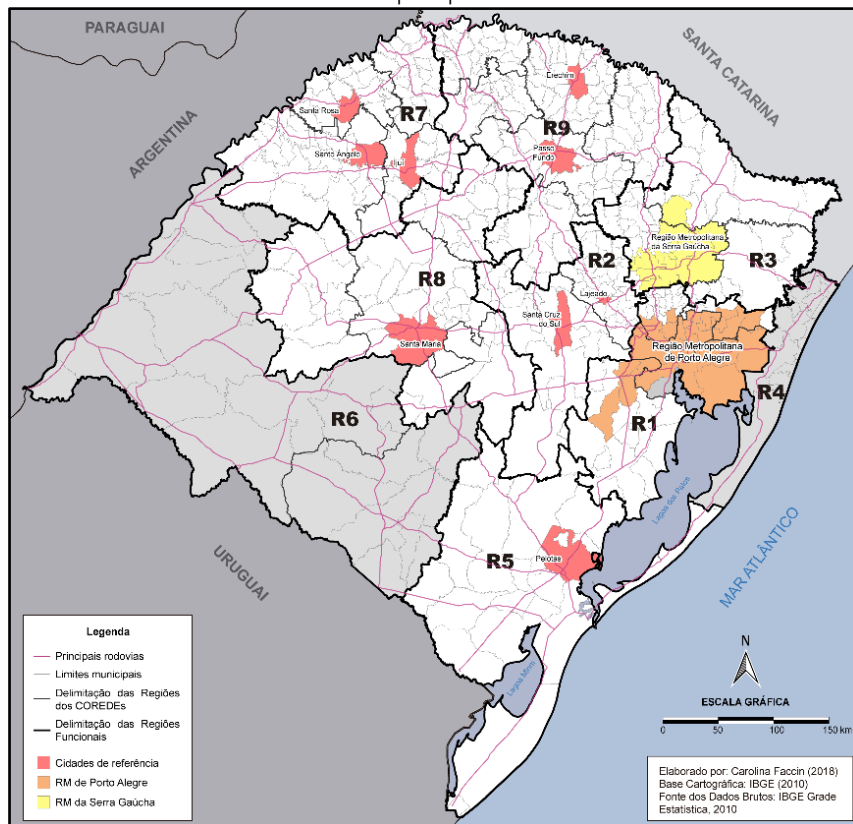 PARAGUAI
SANTA CATARINA
ARGENTINA
Erechim
Santa Rosa
R7
R9
Santo Ângelo
Ijuí
Passo
Fundo
Região Metropolitana
da Serra Gaúcha
R2
R3
R8
Lajeado
Santa Cruz
do Sul
Santa Maria
Região Metropolitana
de Porto Alegre
R4
R6
R1
Lagoa dos Patos
URUGUAI
R5
Pelotas
MAR ATLÂNTICO
Lagoa Mirim
Legenda
Principais rodovias
Limites municipais
Delimitação das Regiões
dos COREDEs
Delimitação das Regiões
Funcionais
Cidades de referência
RM de Porto Alegre
RM da Serra Gaúcha
N
ESCALA GRÁFICA
0 50 100 150 km
Elaborado por: Carolina Faccin (2018)
Base Cartográfica: IBGE (2010)
Fonte dos Dados Brutos: IBGE Grade
Estatística, 2010